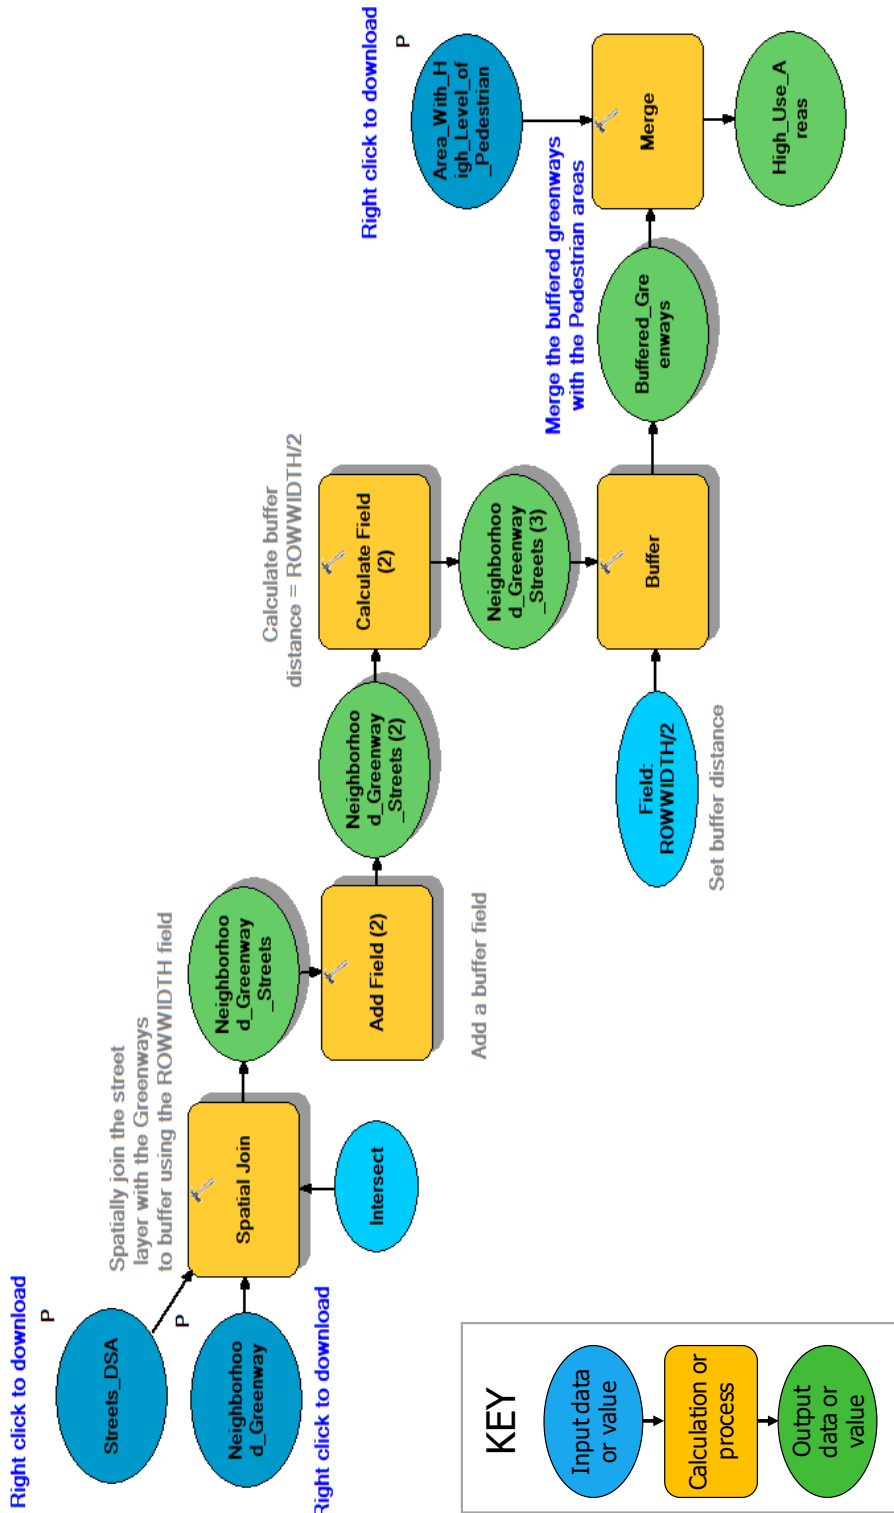 Right click to download
P
Streets_DSA
P
Neighborhoo
d_Greenway
Right click to download
Spatially join the street
layer with the Greenways
to buffer using the ROWWIDTH field
Spatial Join
Intersect
Neighborhoo
d_Greenway
_Streets
Add Field (2)
Add a buffer field
Neighborhoo
d_Greenway
_Streets (2)
Calculate buffer
distance = ROWWIDTH/2
Calculate Field
(2)
Neighborhoo
d_Greenway
_Streets (3)
Field:
ROWWIDTH/2
Set buffer distance
Buffer
Buffered_Gre
enways
Merge the buffered greenways
with the Pedestrian areas
Right click to download
P
Area_With_H
igh_Level_of
_Pedestrian
Merge
High_Use_A
reas
KEY
Input data
or value
Calculation or
process
Output
data or
value